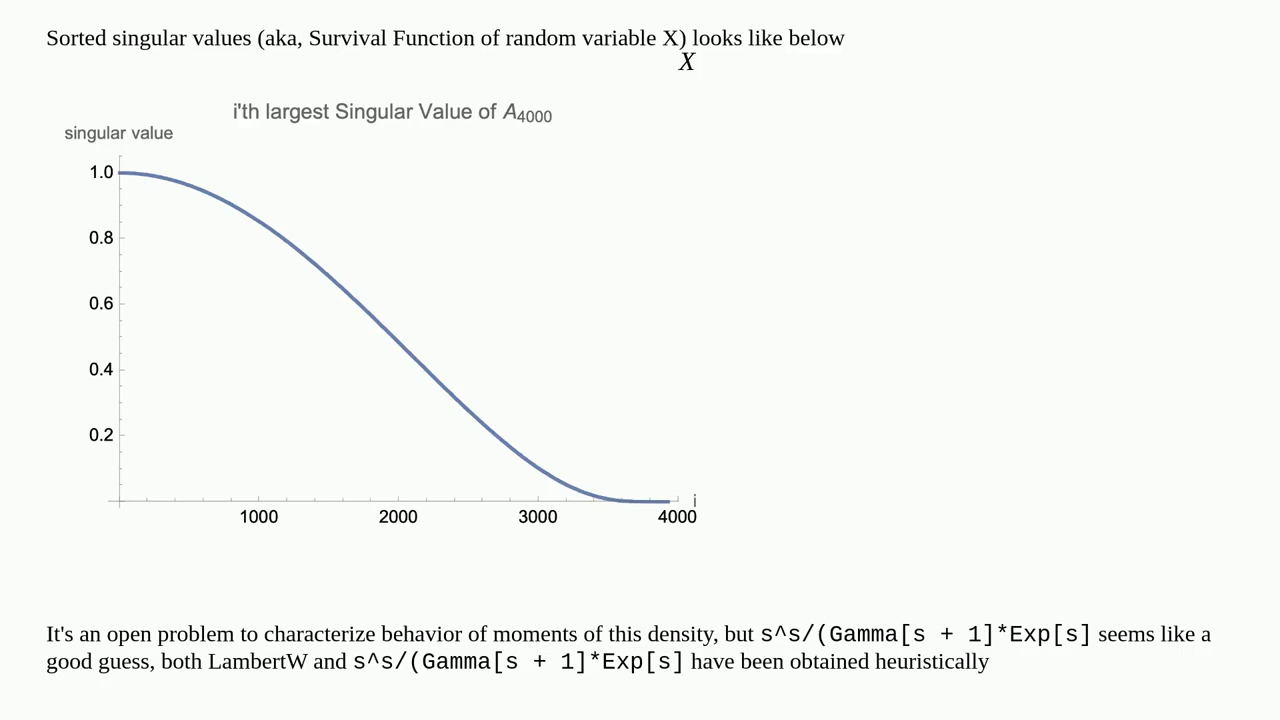 Sorted singular values (aka, Survival Function of random variable X) looks like below
X
i'th largest Singular Value of A4000
singular value
1.0
0.8
0.6
0.4
0.2
i
1000 2000 3000 4000
It's an open problem to characterize behavior of moments of this density, but s^s/(Gamma[s + 1]*Exp[s] seems like a
good guess, both LambertW and s^s/(Gamma[s + 1]*Exp[s] have been obtained heuristically